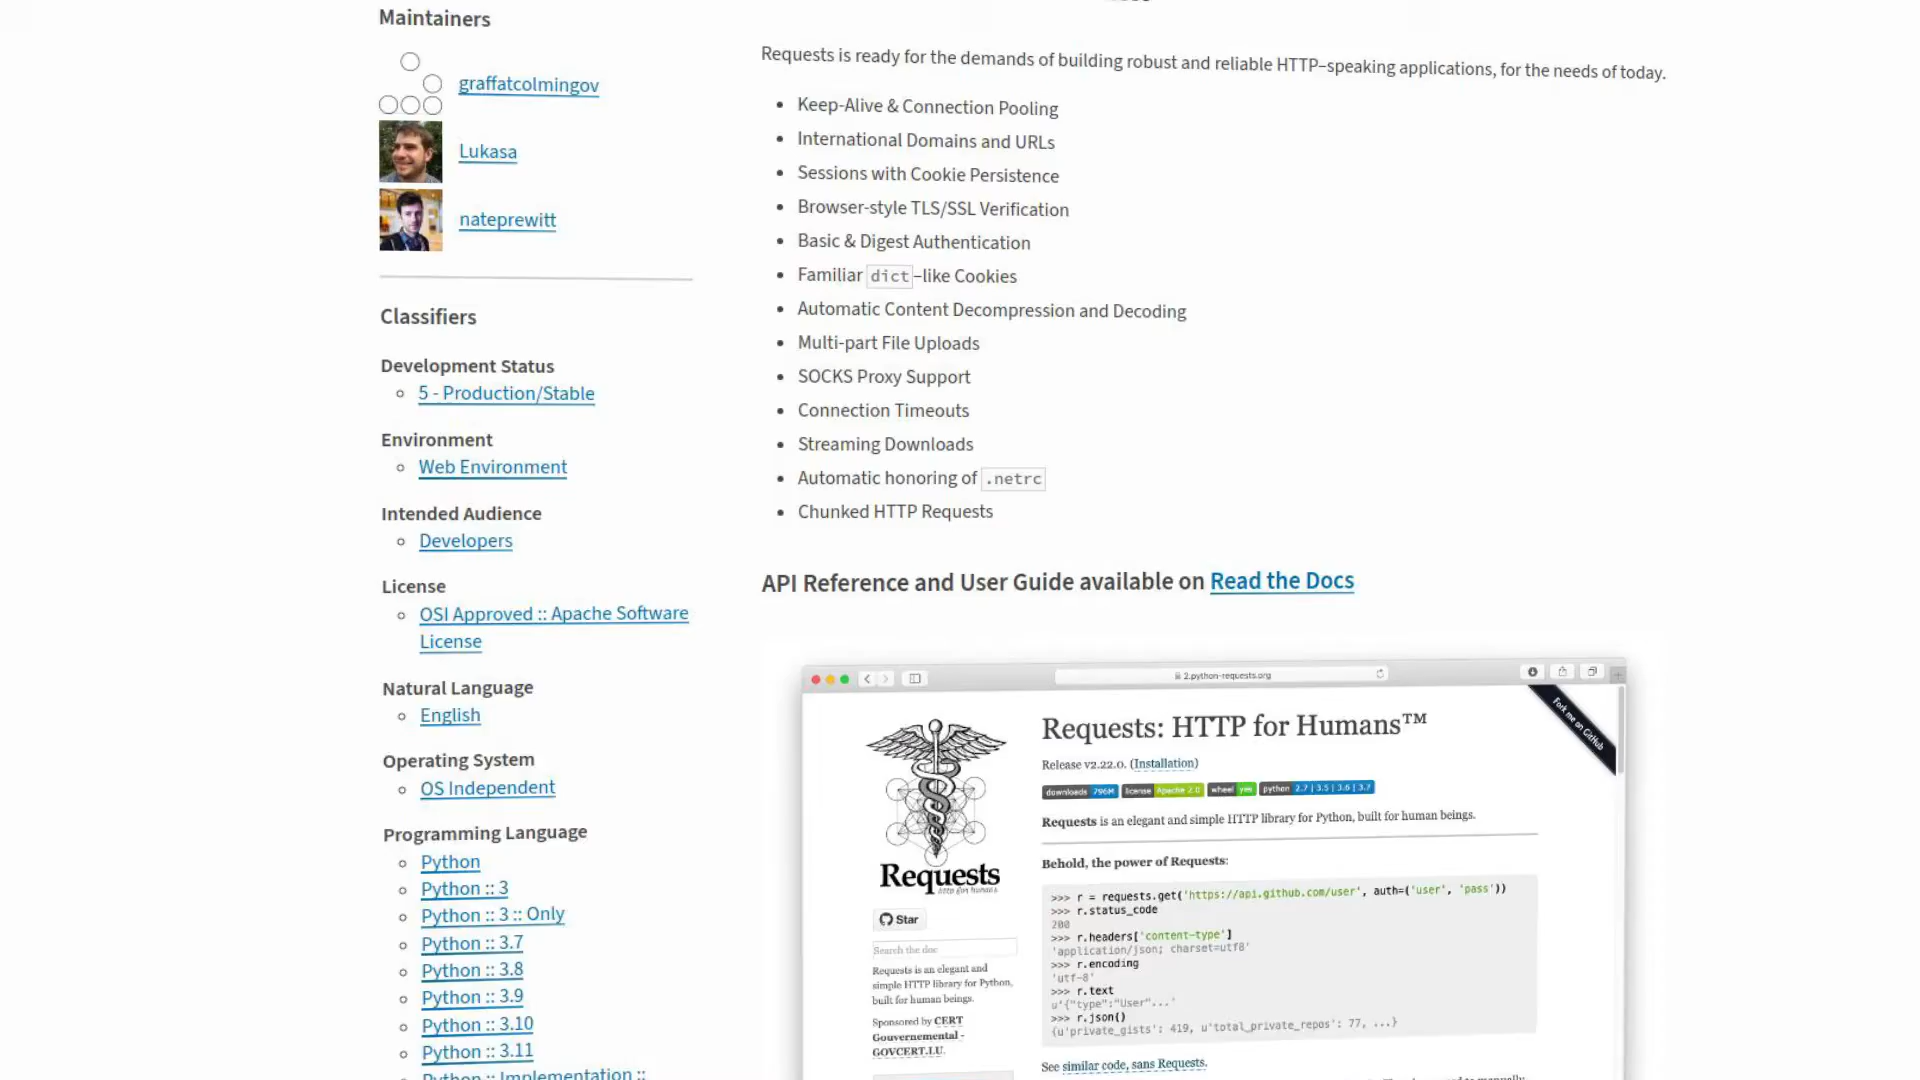 Maintainers
graffatcolmingov
Lukasa
nateprewitt
Classifiers
Development Status
5 - Production/Stable
Environment
Web Environment
Intended Audience
Developers
License
OSI Approved :: Apache Software
License
Natural Language
English
Operating System
OS Independent
Programming Language
Python
Python :: 3
Python :: 3 :: Only
Python :: 3.7
Python :: 3.8
Python :: 3.9
Python :: 3.10
Python :: 3.11
Python :: Implementation ::
Requests is ready for the demands of building robust and reliable HTTP–speaking applications, for the needs of today.
Keep-Alive & Connection Pooling
International Domains and URLs
Sessions with Cookie Persistence
Browser-style TLS/SSL Verification
Basic & Digest Authentication
Familiar dict–like Cookies
Automatic Content Decompression and Decoding
Multi-part File Uploads
SOCKS Proxy Support
Connection Timeouts
Streaming Downloads
Automatic honoring of .netrc
Chunked HTTP Requests
API Reference and User Guide available on Read the Docs
2.python-requests.org
Fork me on GitHub
Requests
http for humans
Star
Search the doc
Requests is an elegant and
simple HTTP library for Python,
built for human beings.
Sponsored by CERT
Gouvernemental -
GOVCERT.LU.
Requests: HTTP for Humans™
Release v2.22.0. (Installation)
downloads 796M license Apache 2.0 wheel yes python 2.7 | 3.5 | 3.6 | 3.7
Requests is an elegant and simple HTTP library for Python, built for human beings.
Behold, the power of Requests:
>>> r = requests.get('https://api.github.com/user', auth=('user', 'pass'))
>>> r.status_code
200
>>> r.headers['content-type']
'application/json; charset=utf8'
>>> r.encoding
'utf-8'
>>> r.text
u'{"type":"User"...'
>>> r.json()
{u'private_gists': 419, u'total_private_repos': 77, ...}
See similar code, sans Requests.